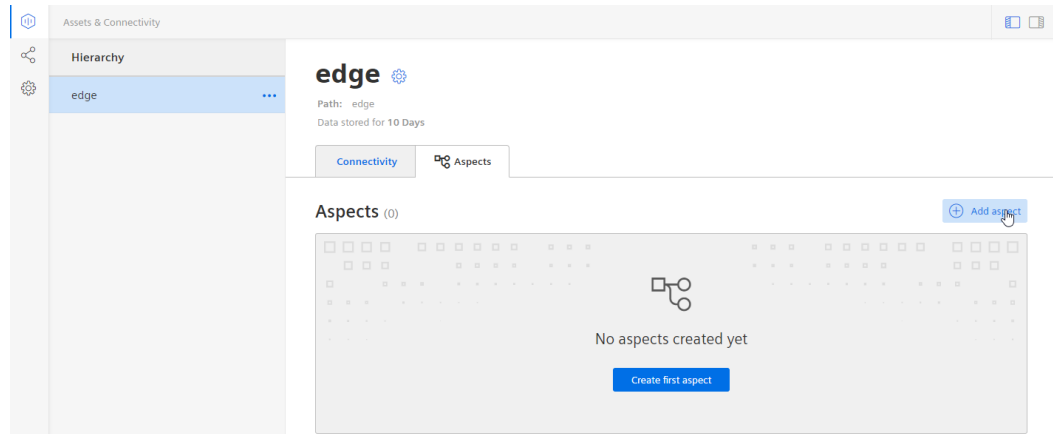 Assets & Connectivity
Hierarchy
edge
edge
Path: edge
Data stored for 10 Days
Connectivity
Aspects
Aspects (0)
Add aspect
No aspects created yet
Create first aspect